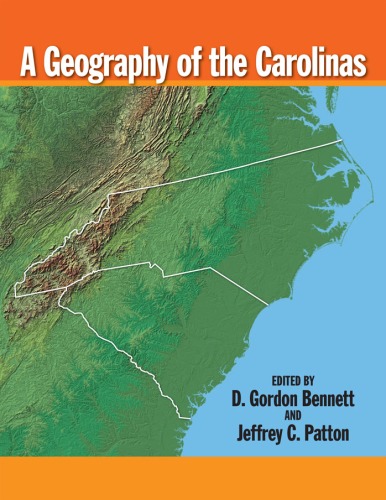 A Geography of the Carolinas
EDITED BY
D. Gordon Bennett
AND
Jeffrey C. Patton